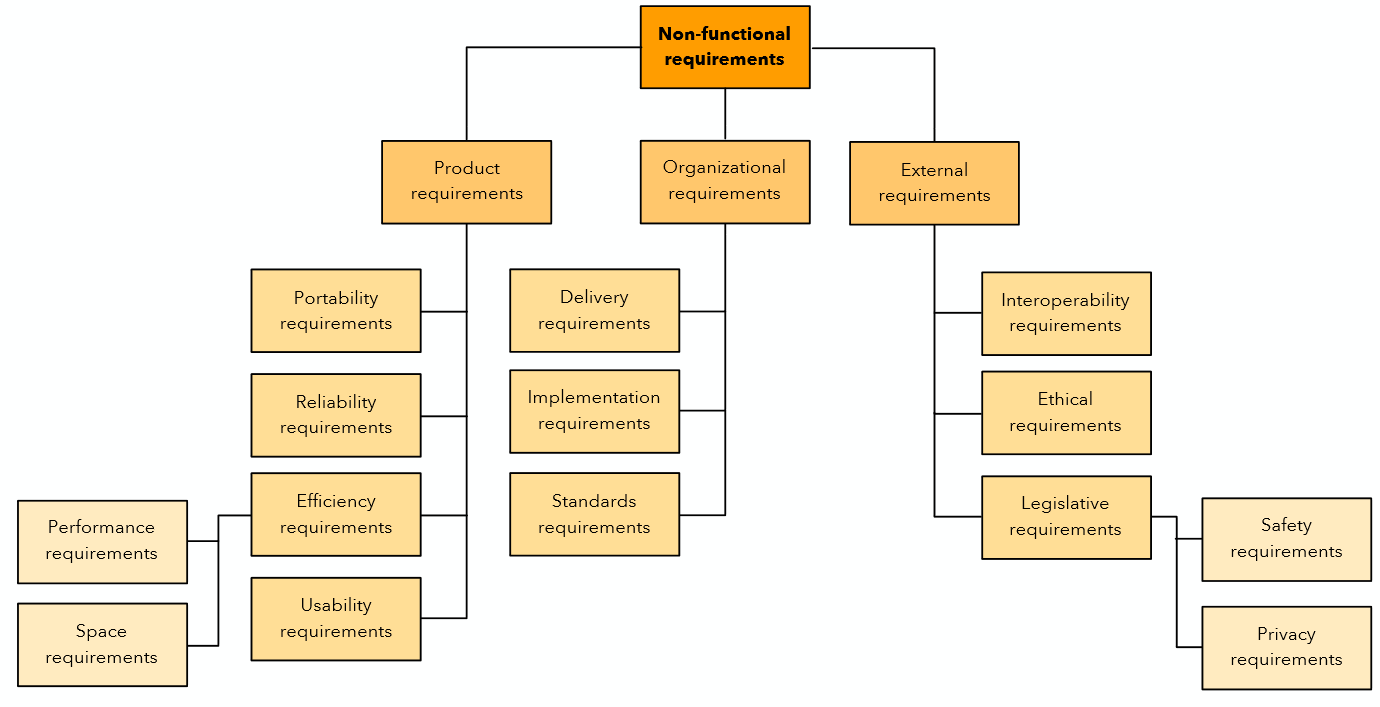 Non-functional
requirements
Product
requirements
Organizational
requirements
External
requirements
Portability
requirements
Delivery
requirements
Interoperability
requirements
Reliability
requirements
Implementation
requirements
Ethical
requirements
Efficiency
requirements
Standards
requirements
Legislative
requirements
Performance
requirements
Safety
requirements
Usability
requirements
Space
requirements
Privacy
requirements